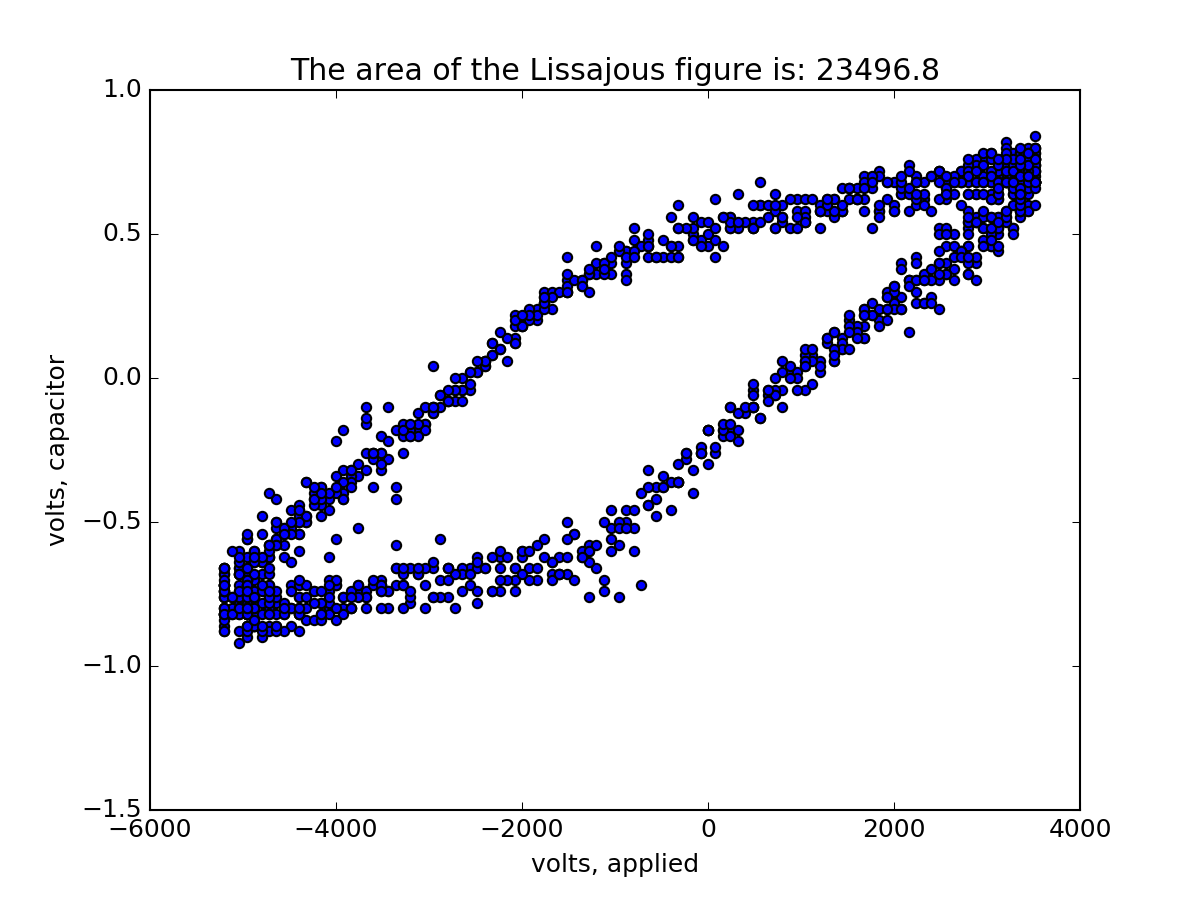 The area of the Lissajous figure is: 23496.8
1.0
0.5
0.0
−0.5
−1.0
−1.5
volts, capacitor
−6000 −4000 −2000 0 2000 4000
volts, applied